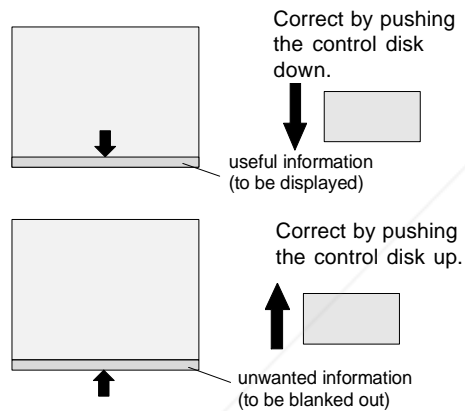 Correct by pushing
the control disk
down.
useful information
(to be displayed)
Correct by pushing
the control disk up.
unwanted information
(to be blanked out)